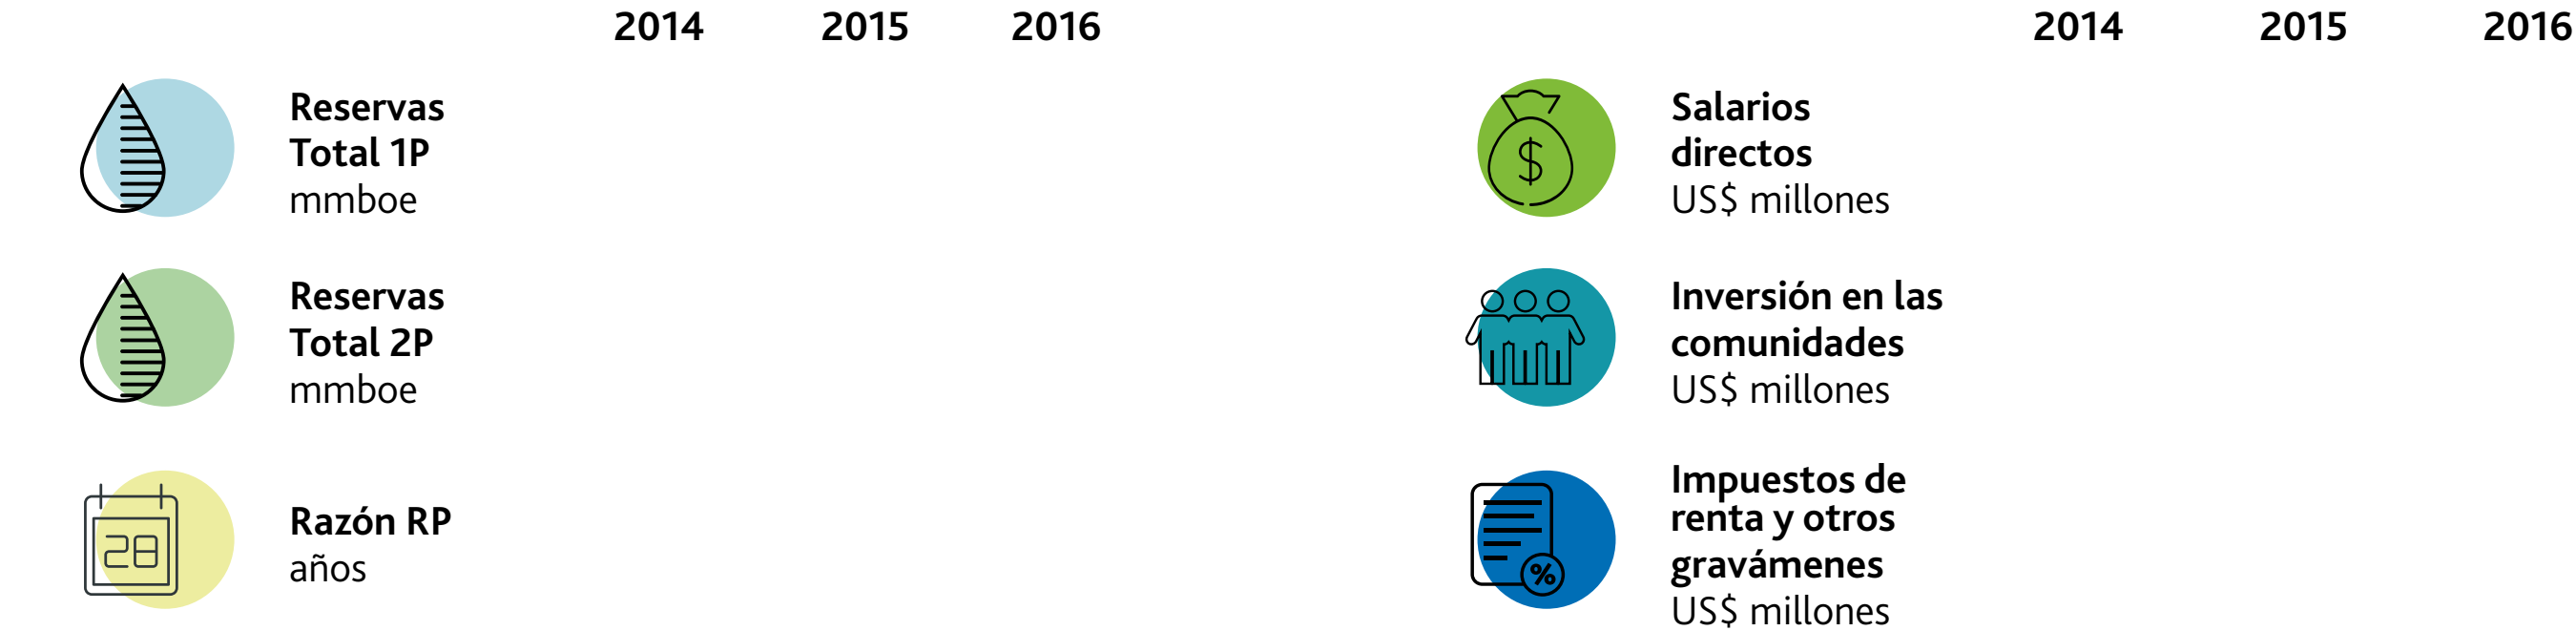 2014 2015 2016
Reservas
Total 1P
mmboe
Reservas
Total 2P
mmboe
28
Razón RP
años
2014 2015 2016
$
Salarios
directos
US$ millones
Inversión en las
comunidades
US$ millones
%
Impuestos de
renta y otros
gravámenes
US$ millones